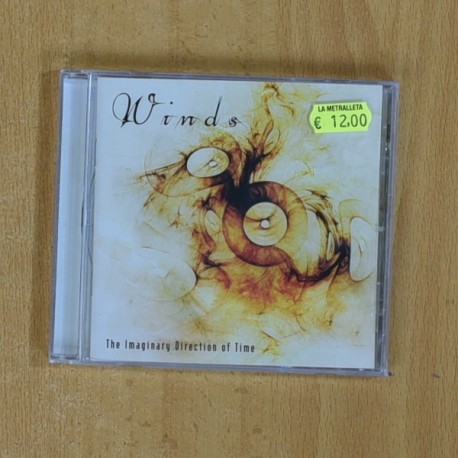 Winds
LA METRALLETA
€ 12,00
The Imaginary Direction of Time